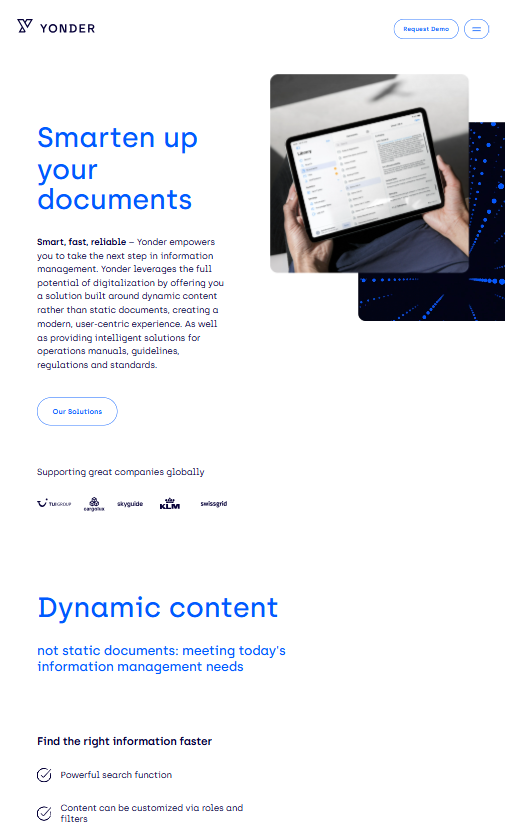 YONDER
Request Demo
Library
Smarten up
your
documents
Smart, fast, reliable – Yonder empowers
you to take the next step in information
management. Yonder leverages the full
potential of digitalization by offering you
a solution built around dynamic content
rather than static documents, creating a
modern, user-centric experience. As well
as providing intelligent solutions for
operations manuals, guidelines,
regulations and standards.
Our Solutions
Supporting great companies globally
TUI GROUP cargolux skyguide KLM swissgrid
Dynamic content
not static documents: meeting today's
information management needs
Find the right information faster
Powerful search function
Content can be customized via roles and
filters